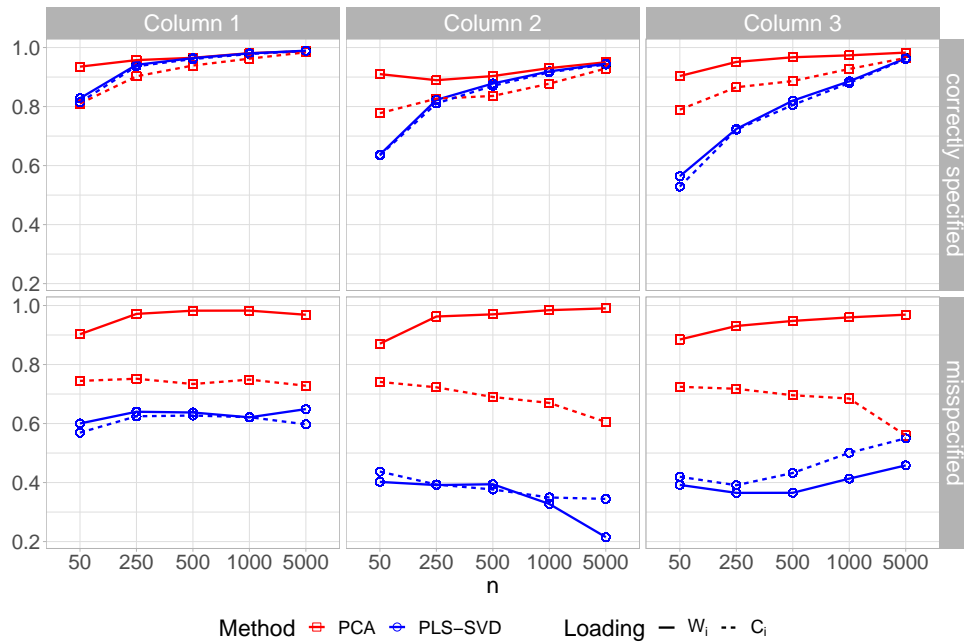 Column 1 Column 2 Column 3
1.0
0.8
0.6
0.4
0.2
correctly specified
1.0
0.8
0.6
0.4
0.2
misspecified
50 250 500 1000 5000 50 250 500 1000 5000 50 250 500 1000 5000
n
Method PCA PLS−SVD Loading Wᵢ Cᵢ